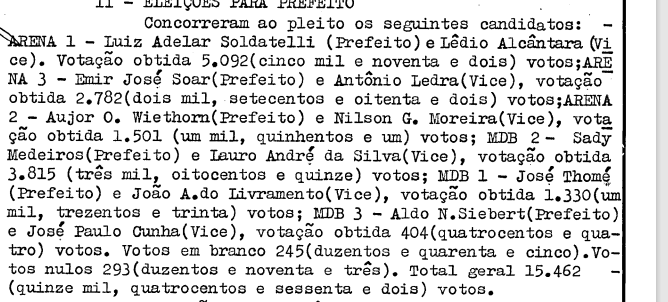 II - ELEIÇÕES PARA PREFEITO
Concorreram ao pleito os seguintes candidatos: -
ARENA 1 - Luiz Adelar Soldatelli (Prefeito) e Lêdio Alcântara (Vi
ce). Votação obtida 5.092(cinco mil e noventa e dois) votos;ARE
NA 3 - Emir José Soar(Prefeito) e Antônio Ledra(Vice), votação
obtida 2.782(dois mil, setecentos e oitenta e dois) votos;ARENA
2 - Aujor O. Wiethorn(Prefeito) e Nilson G. Moreira(Vice), vota
ção obtida 1.501 (um mil, quinhentos e um) votos; MDB 2 - Sady
Medeiros(Prefeito) e Lauro André da Silva(Vice), votação obtida
3.815 (três mil, oitocentos e quinze) votos; MDB 1 - José Thomé
(Prefeito) e João A.do Livramento(Vice), votação obtida 1.330(um
mil, trezentos e trinta) votos; MDB 3 - Aldo N.Siebert(Prefeito)
e José Paulo Cunha(Vice), votação obtida 404(quatrocentos e qua-
tro) votos. Votos em branco 245(duzentos e quarenta e cinco).Vo-
tos nulos 293(duzentos e noventa e três). Total geral 15.462 -
(quinze mil, quatrocentos e sessenta e dois) votos.